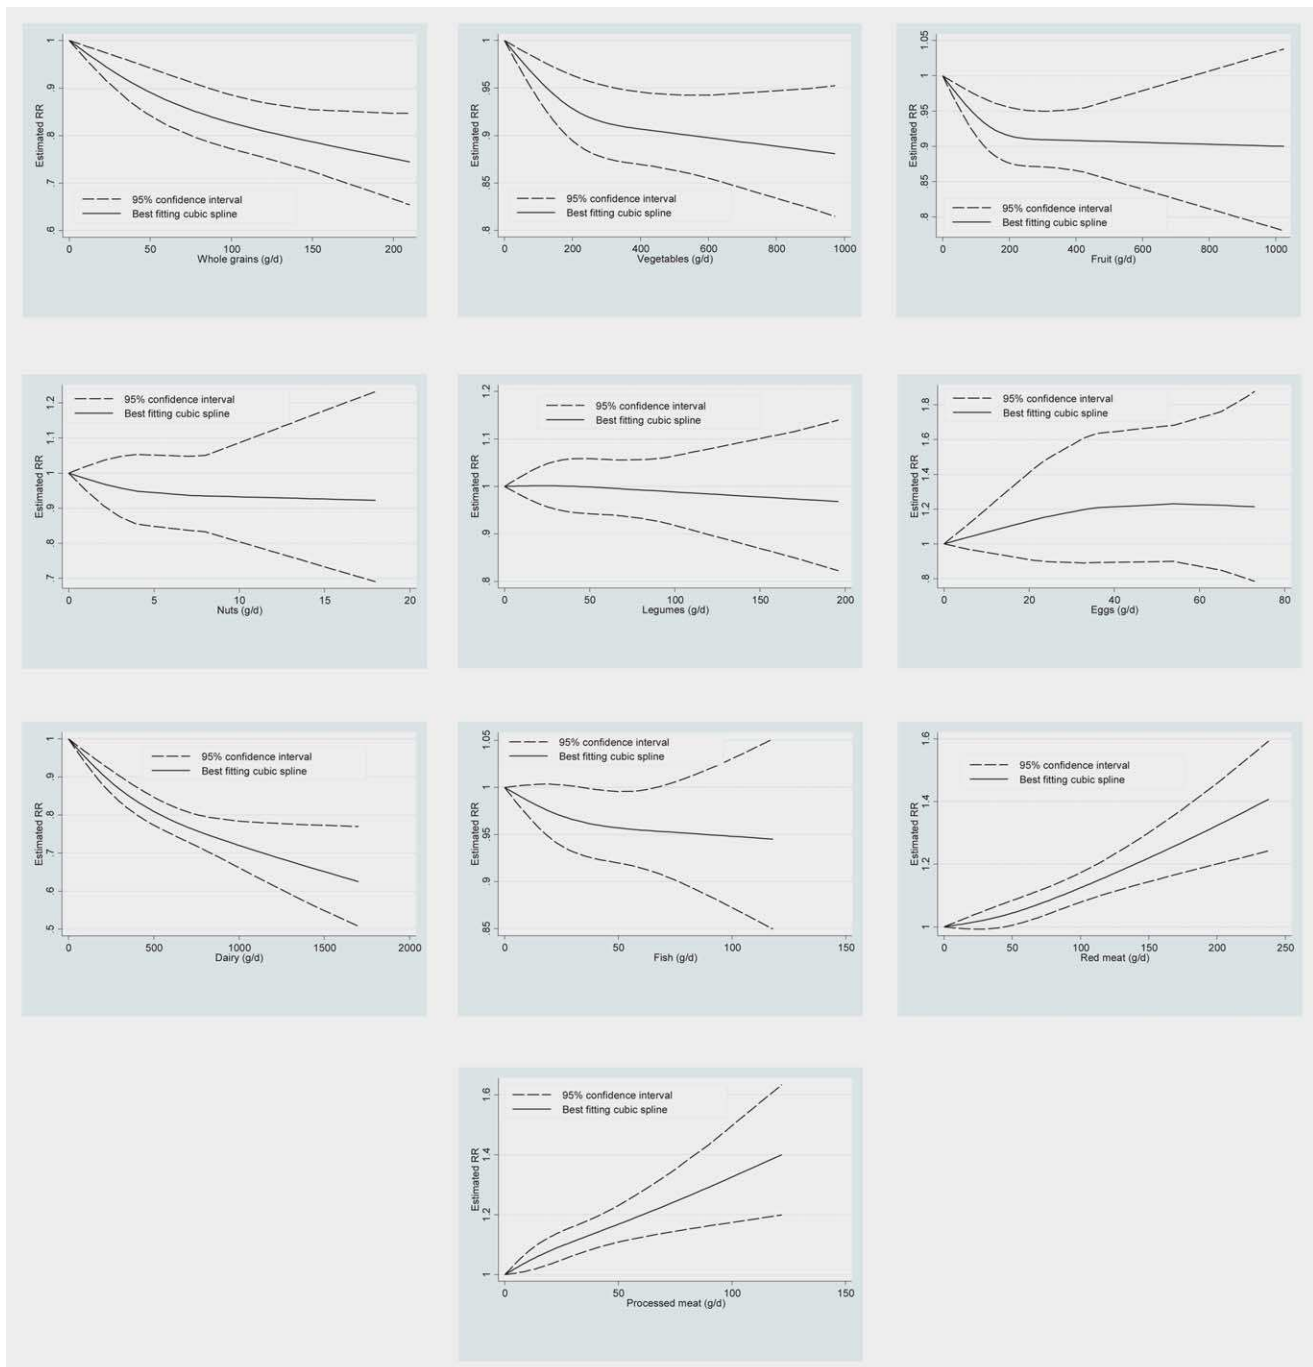 Estimated RR
1
.9
.8
.7
.6
95% confidence interval
Best fitting cubic spline
0 50 100 150 200
Whole grains (g/d)
Estimated RR
1
.95
.9
.85
.8
95% confidence interval
Best fitting cubic spline
0 200 400 600 800 1000
Vegetables (g/d)
Estimated RR
1.05
1
.95
.9
.85
.8
95% confidence interval
Best fitting cubic spline
0 200 400 600 800 1000
Fruit (g/d)
Estimated RR
1.2
1.1
1
.9
.8
.7
95% confidence interval
Best fitting cubic spline
0 5 10 15 20
Nuts (g/d)
Estimated RR
1.2
1.1
1
.9
.8
95% confidence interval
Best fitting cubic spline
0 50 100 150 200
Legumes (g/d)
Estimated RR
1.8
1.6
1.4
1.2
1
.8
95% confidence interval
Best fitting cubic spline
0 20 40 60 80
Eggs (g/d)
Estimated RR
1
.9
.8
.7
.6
.5
95% confidence interval
Best fitting cubic spline
0 500 1000 1500 2000
Dairy (g/d)
Estimated RR
1.05
1
.95
.9
.85
95% confidence interval
Best fitting cubic spline
0 50 100 150
Fish (g/d)
Estimated RR
1.6
1.4
1.2
1
95% confidence interval
Best fitting cubic spline
0 50 100 150 200 250
Red meat (g/d)
Estimated RR
1.6
1.4
1.2
1
95% confidence interval
Best fitting cubic spline
0 50 100 150
Processed meat (g/d)